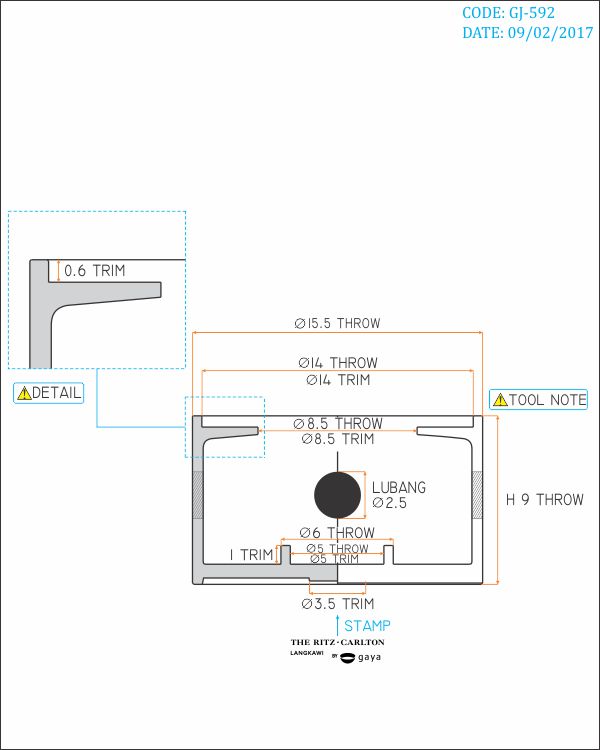 CODE: GJ-592
DATE: 09/02/2017
0.6 TRIM
⚠DETAIL
Ø15.5 THROW
Ø14 THROW
Ø14 TRIM
⚠TOOL NOTE
Ø8.5 THROW
Ø8.5 TRIM
LUBANG
Ø2.5
H 9 THROW
Ø6 THROW
Ø5 THROW
Ø5 TRIM
1 TRIM
Ø3.5 TRIM
STAMP
THE RITZ·CARLTON
LANGKAWI
BY gaya